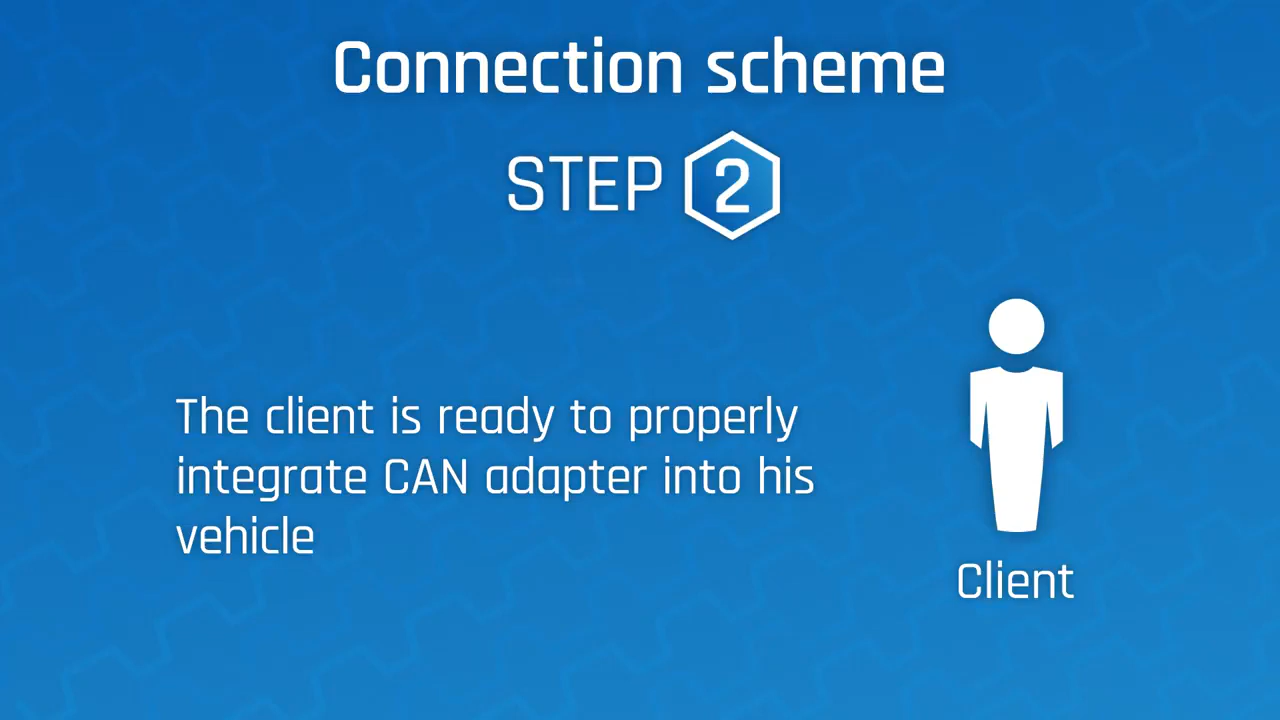 Connection scheme
STEP 2
The client is ready to properly
integrate CAN adapter into his
vehicle
Client